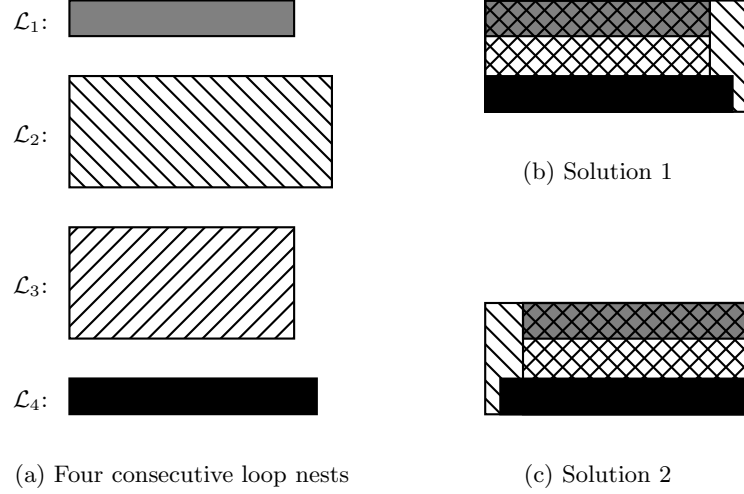 ℒ₁:
ℒ₂:
ℒ₃:
ℒ₄:
(a) Four consecutive loop nests
(b) Solution 1
(c) Solution 2